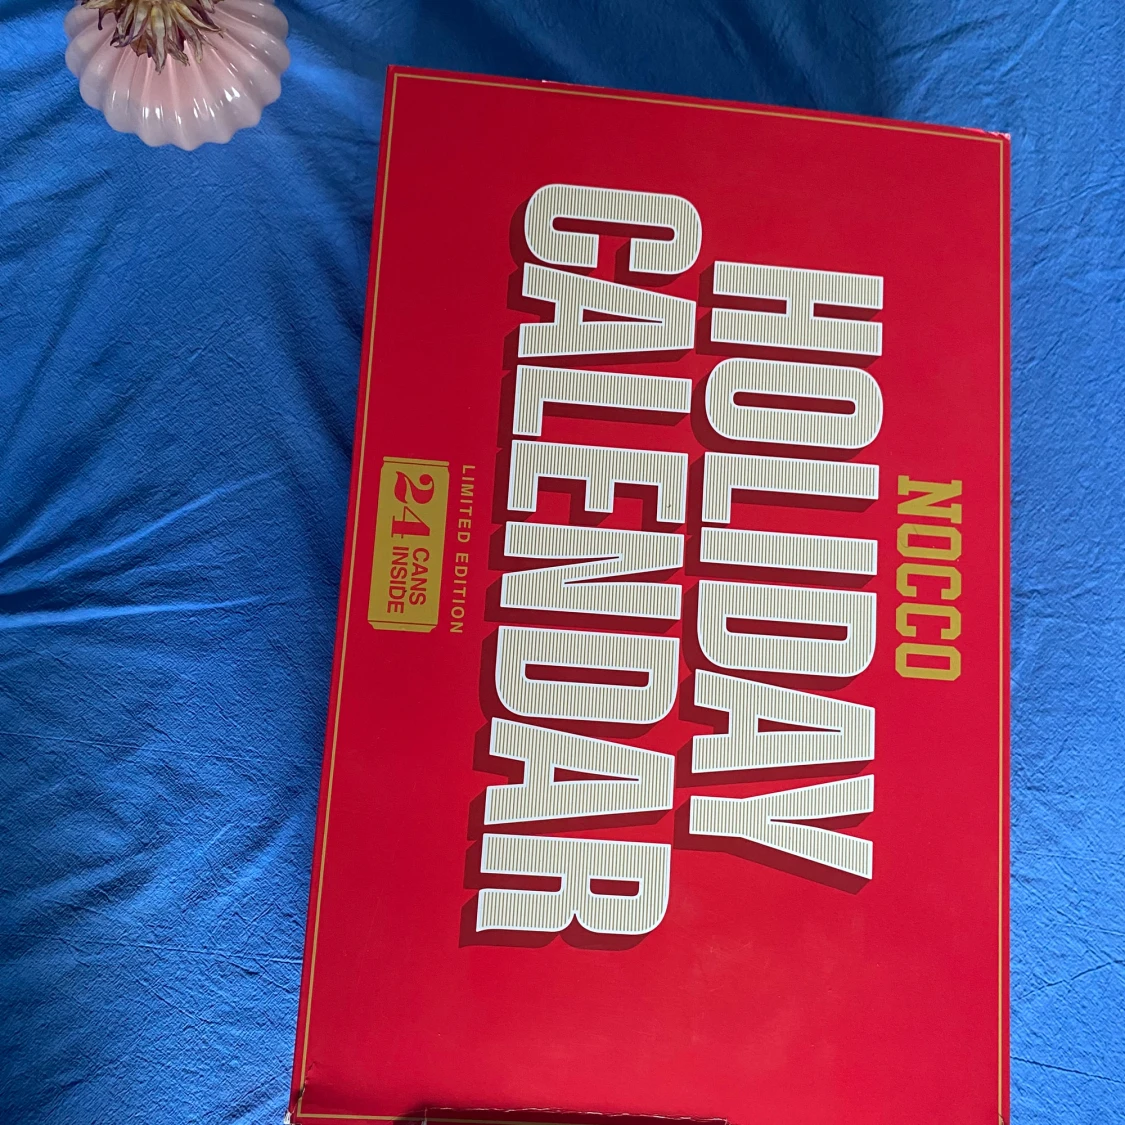 NOCCO
HOLIDAY
CALENDAR
LIMITED EDITION
24 CANS
INSIDE